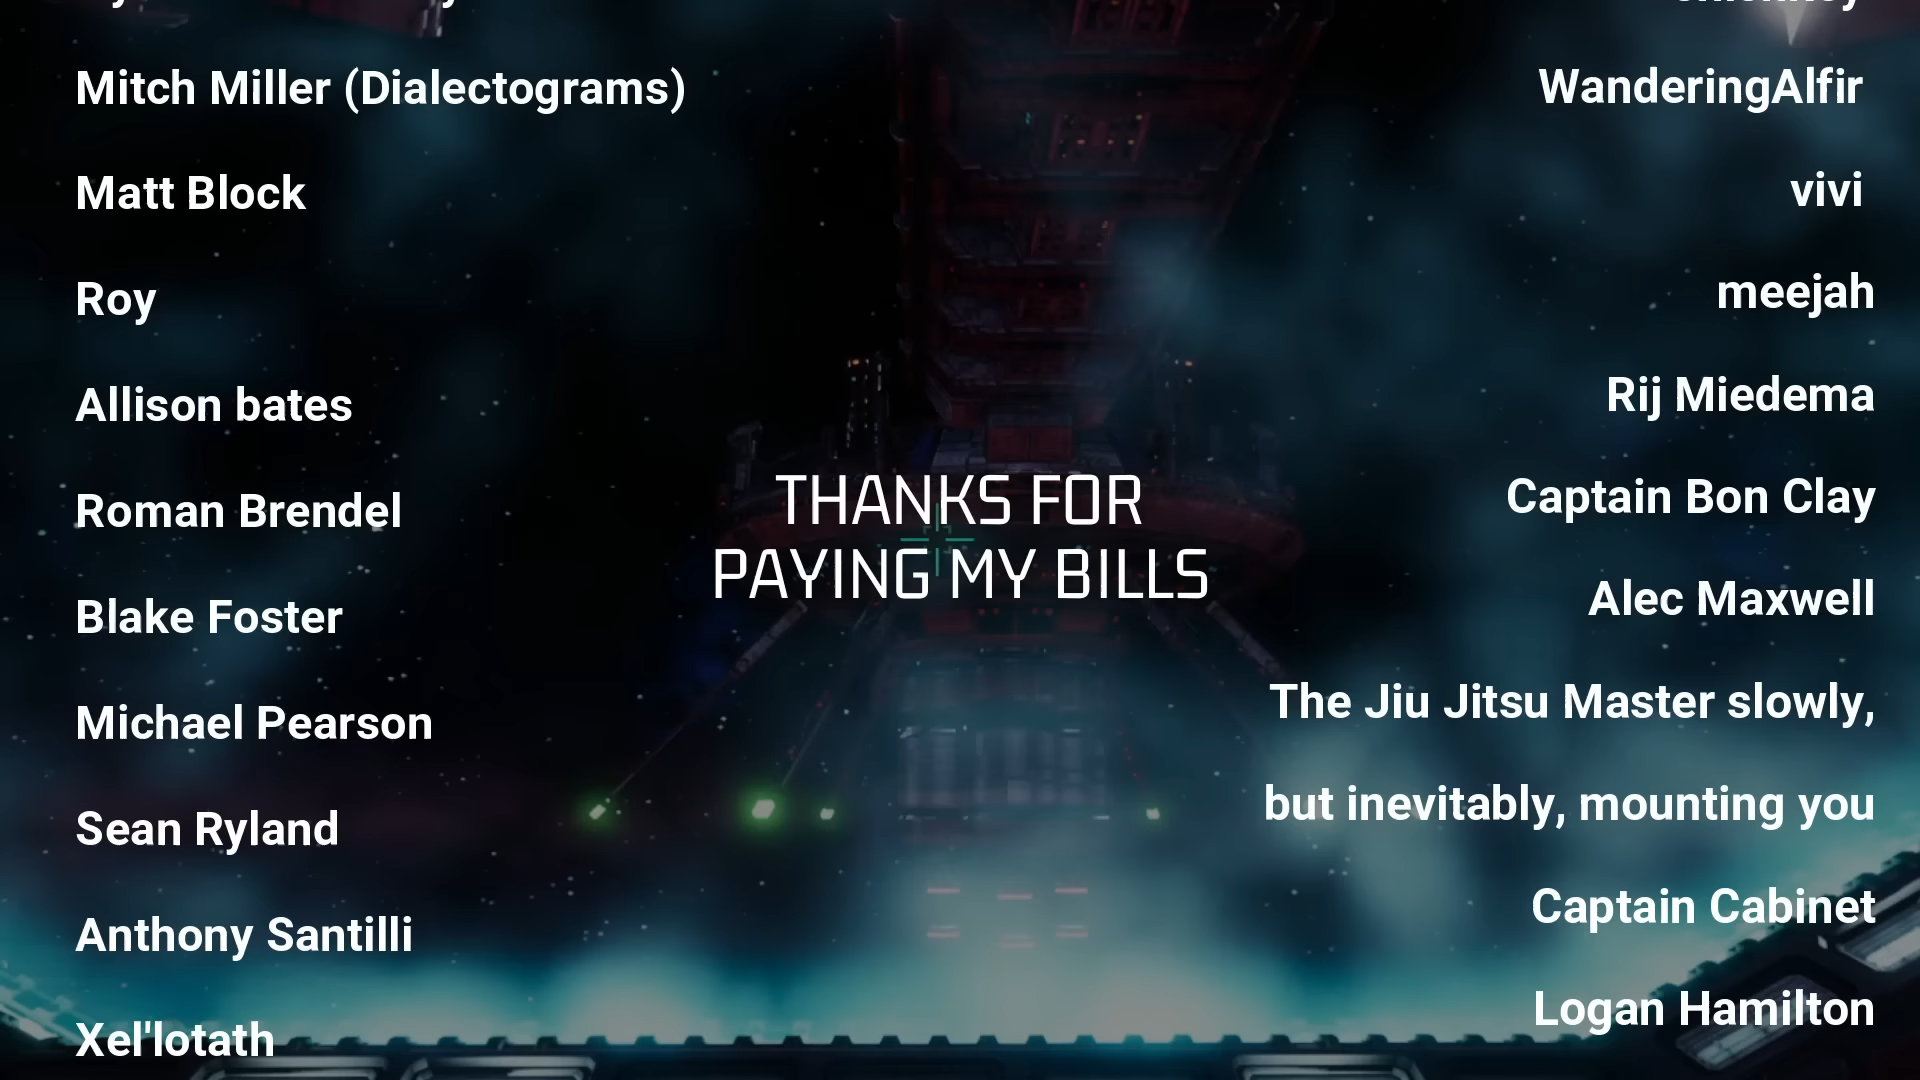 Mitch Miller (Dialectograms)
Matt Block
Roy
Allison bates
Roman Brendel
Blake Foster
Michael Pearson
Sean Ryland
Anthony Santilli
Xel'lotath
THANKS FOR
PAYING MY BILLS
WanderingAlfir
vivi
meejah
Rij Miedema
Captain Bon Clay
Alec Maxwell
The Jiu Jitsu Master slowly,
but inevitably, mounting you
Captain Cabinet
Logan Hamilton